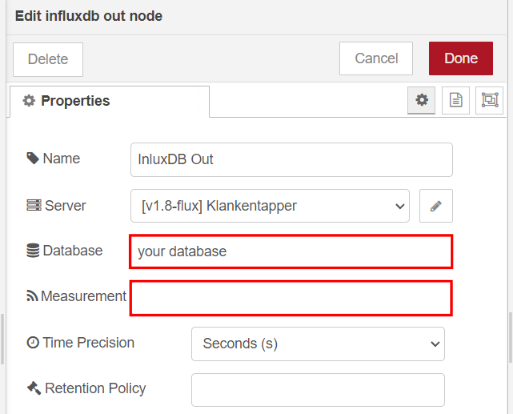 Edit influxdb out node
Delete
Cancel
Done
Properties
Name
InluxDB Out
Server
[v1.8-flux] Klankentapper
Database
your database
Measurement
Time Precision
Seconds (s)
Retention Policy